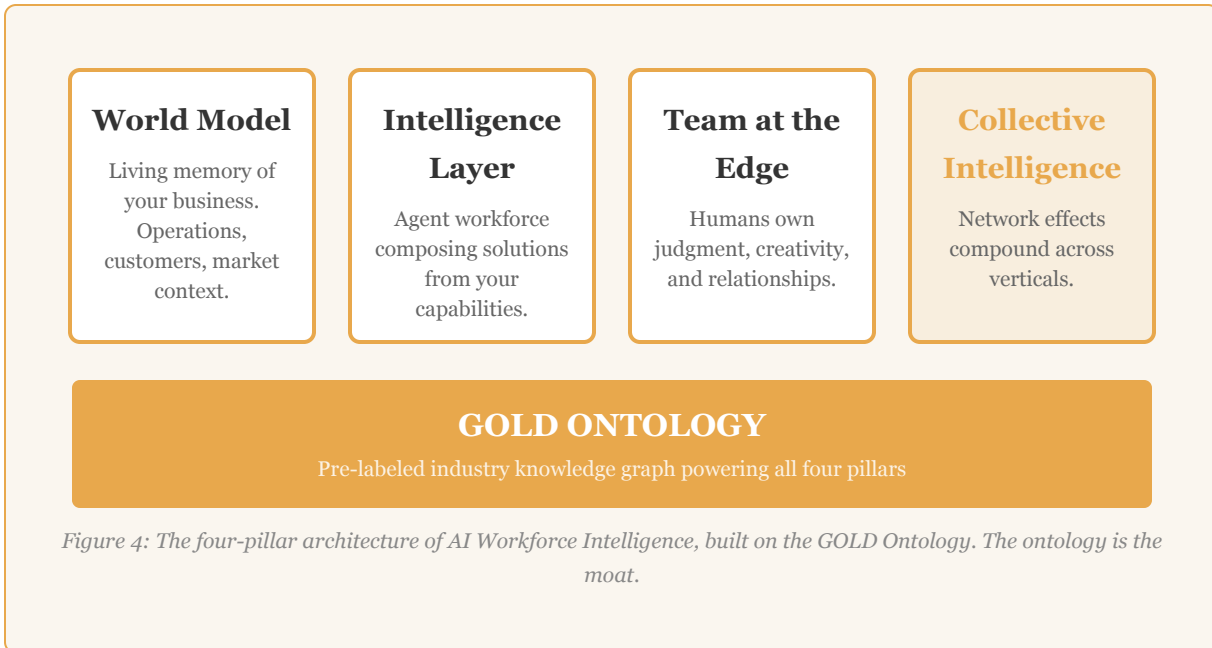 World Model
Living memory of
your business.
Operations,
customers, market
context.
Intelligence
Layer
Agent workforce
composing solutions
from your
capabilities.
Team at the
Edge
Humans own
judgment, creativity,
and relationships.
Collective
Intelligence
Network effects
compound across
verticals.
GOLD ONTOLOGY
Pre-labeled industry knowledge graph powering all four pillars
Figure 4: The four-pillar architecture of AI Workforce Intelligence, built on the GOLD Ontology. The ontology is the
moat.